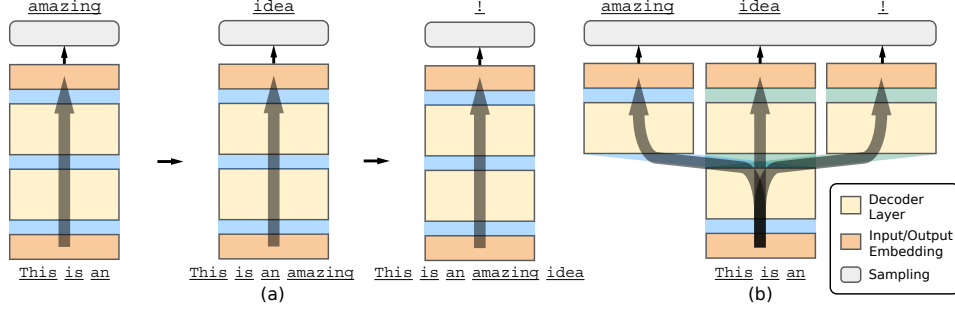 amazing
idea
!
This is an
This is an amazing
This is an amazing idea
(a)
amazing idea !
This is an
(b)
Decoder
Layer
Input/Output
Embedding
Sampling